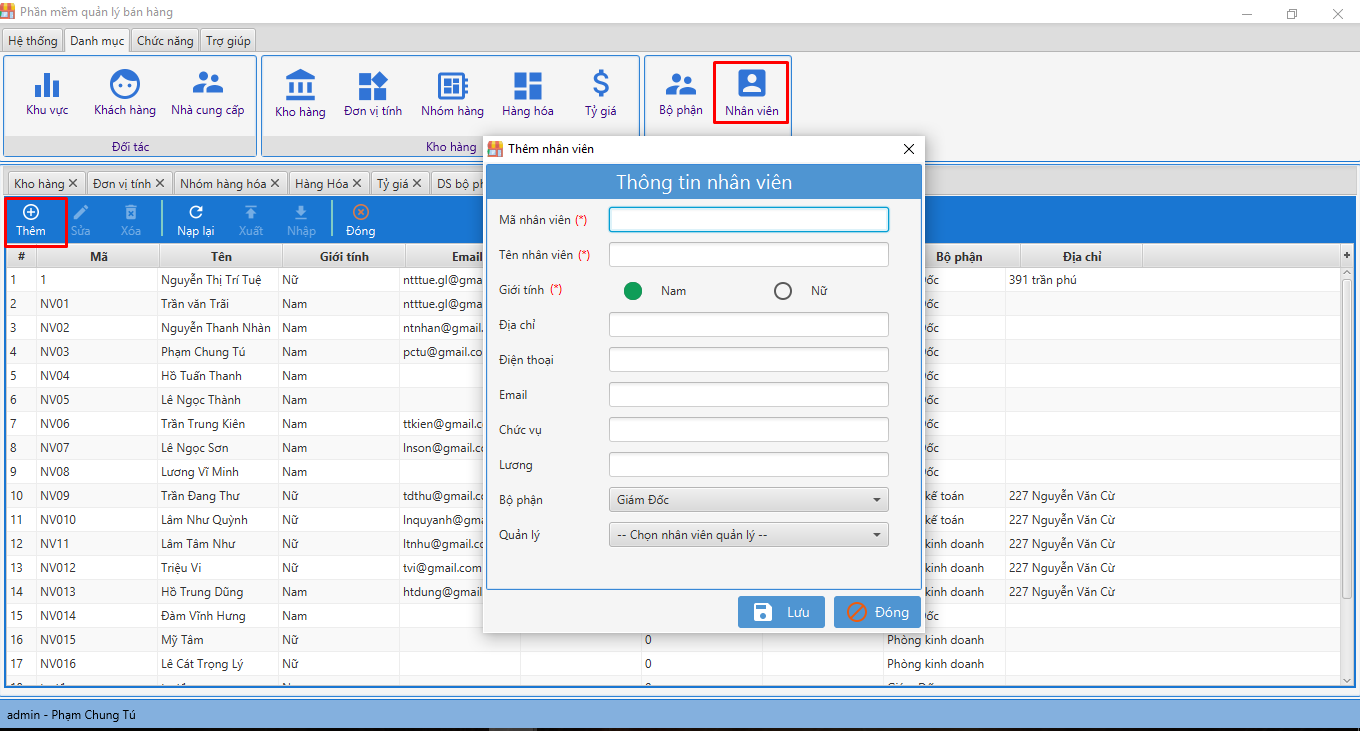 Phần mềm quản lý bán hàng
Hệ thống Danh mục Chức năng Trợ giúp
Khu vực Khách hàng Nhà cung cấp Kho hàng Đơn vị tính Nhóm hàng Hàng hóa Tỷ giá Bộ phận Nhân viên
Đối tác Kho hàng
Thêm nhân viên
Kho hàng Đơn vị tính Nhóm hàng hóa Hàng Hóa Tỷ giá DS bộ
Thông tin nhân viên
Thêm Sửa Xóa Nạp lại Xuất Nhập Đóng
Mã nhân viên (*)
Tên nhân viên (*)
Giới tính (*) Nam Nữ
Địa chỉ
Điện thoại
Email
Chức vụ
Lương
Bộ phận Giám Đốc
Quản lý -- Chọn nhân viên quản lý --
Lưu Đóng
# Mã Tên Giới tính Email Bộ phận Địa chỉ +
1 1 Nguyễn Thị Trí Tuệ Nữ ntttue.gl@gma ốc 391 trần phú
2 NV01 Trần văn Trãi Nam ntttue.gl@gma ốc
3 NV02 Nguyễn Thanh Nhàn Nam ntnhan@gmail. ốc
4 NV03 Phạm Chung Tú Nam pctu@gmail.co ốc
5 NV04 Hồ Tuấn Thanh Nam ốc
6 NV05 Lê Ngọc Thành Nam ốc
7 NV06 Trần Trung Kiên Nam ttkien@gmail.c ốc
8 NV07 Lê Ngọc Sơn Nam lnson@gmail.co ốc
9 NV08 Lương Vĩ Minh Nam ốc
10 NV09 Trần Đang Thư Nữ tdthu@gmail.c kế toán 227 Nguyễn Văn Cừ
11 NV010 Lâm Như Quỳnh Nữ lnquyanh@gma kế toán 227 Nguyễn Văn Cừ
12 NV11 Lâm Tâm Như Nữ ltnhu@gmail.co kinh doanh 227 Nguyễn Văn Cừ
13 NV012 Triệu Vi Nữ tvi@gmail.com kinh doanh 227 Nguyễn Văn Cừ
14 NV013 Hồ Trung Dũng Nữ htdung@gmail kinh doanh 227 Nguyễn Văn Cừ
15 NV014 Đàm Vĩnh Hưng Nam ốc
16 NV015 Mỹ Tâm Nữ 0 Phòng kinh doanh
17 NV016 Lê Cát Trọng Lý Nữ 0 Phòng kinh doanh
admin - Phạm Chung Tú